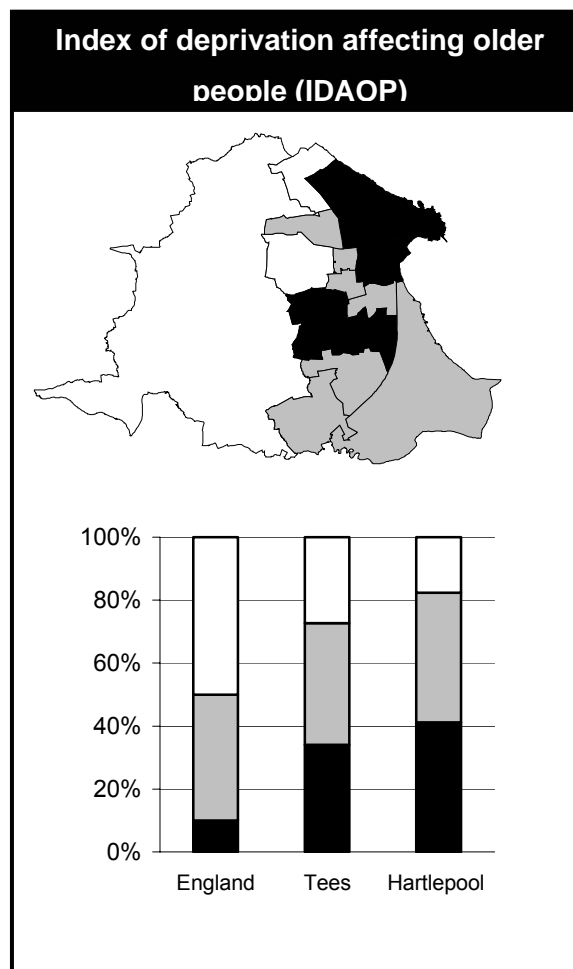 Index of deprivation affecting older
people (IDAOP)
100%
80%
60%
40%
20%
0%
England Tees Hartlepool